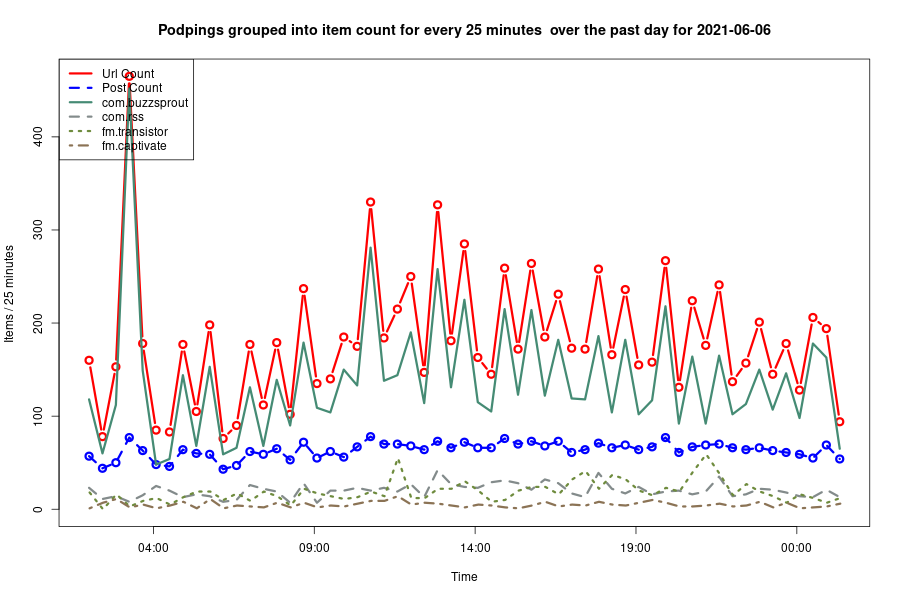 Podpings grouped into item count for every 25 minutes  over the past day for 2021-06-06
Url Count
Post Count
com.buzzsprout
com.rss
fm.transistor
fm.captivate
Items / 25 minutes
400
300
200
100
0
04:00 09:00 14:00 19:00 00:00
Time